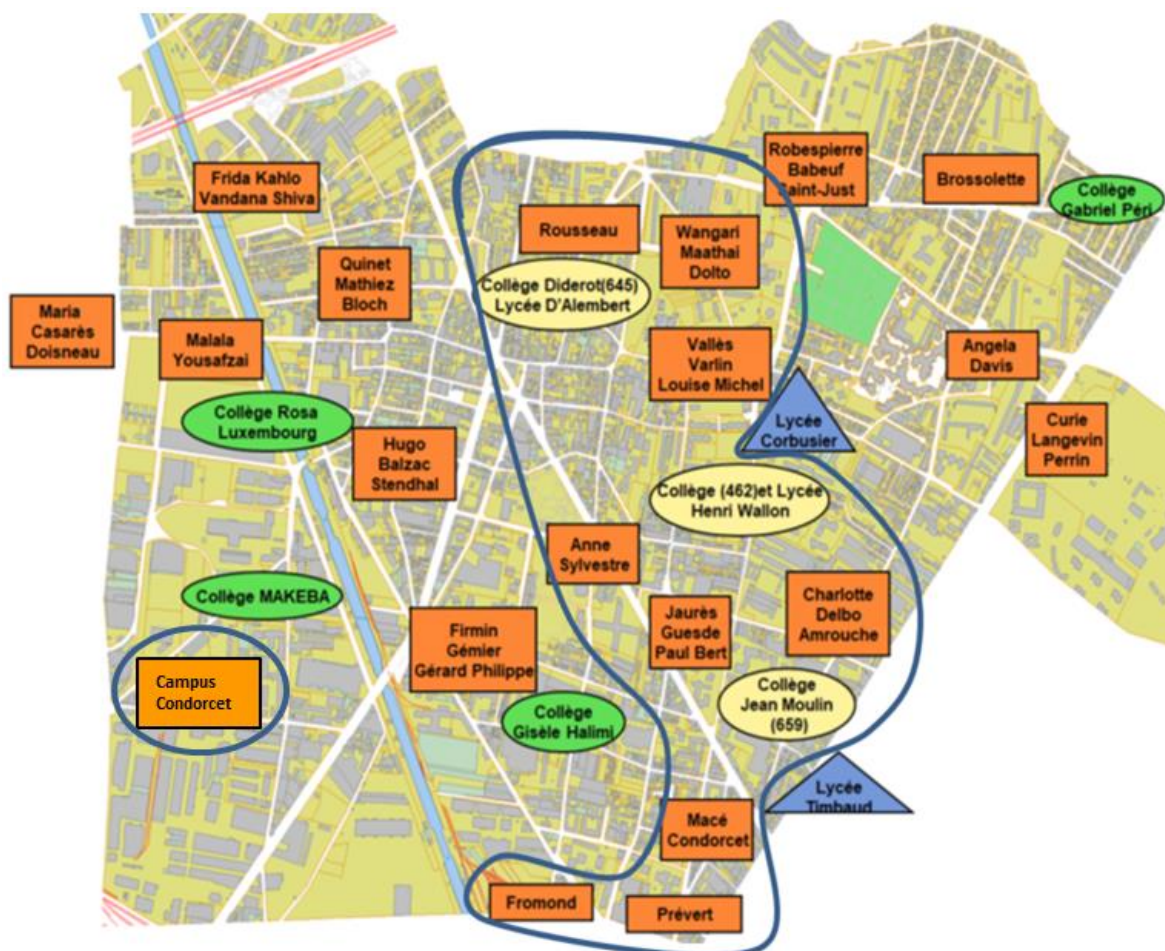 Robespierre
Babeuf
Saint-Just
Frida Kahlo
Vandana Shiva
Brossolette
Collège
Gabriel Péri
Rousseau
Wangari
Maathai
Dolto
Quinet
Mathiez
Bloch
Collège Diderot(645)
Lycée D'Alembert
Maria
Casarès
Doisneau
Malala
Yousafzai
Vallès
Varlin
Louise Michel
Angela
Davis
Collège Rosa
Luxembourg
Lycée
Corbusier
Curie
Langevin
Perrin
Hugo
Balzac
Stendhal
Collège (462)et Lycée
Henri Wallon
Anne
Sylvestre
Collège MAKEBA
Charlotte
Delbo
Amrouche
Jaurès
Guesde
Paul Bert
Firmin
Gémier
Gérard Philippe
Campus
Condorcet
Collège
Gisèle Halimi
Collège
Jean Moulin
(659)
Lycée
Timbaud
Macé
Condorcet
Fromond
Prévert